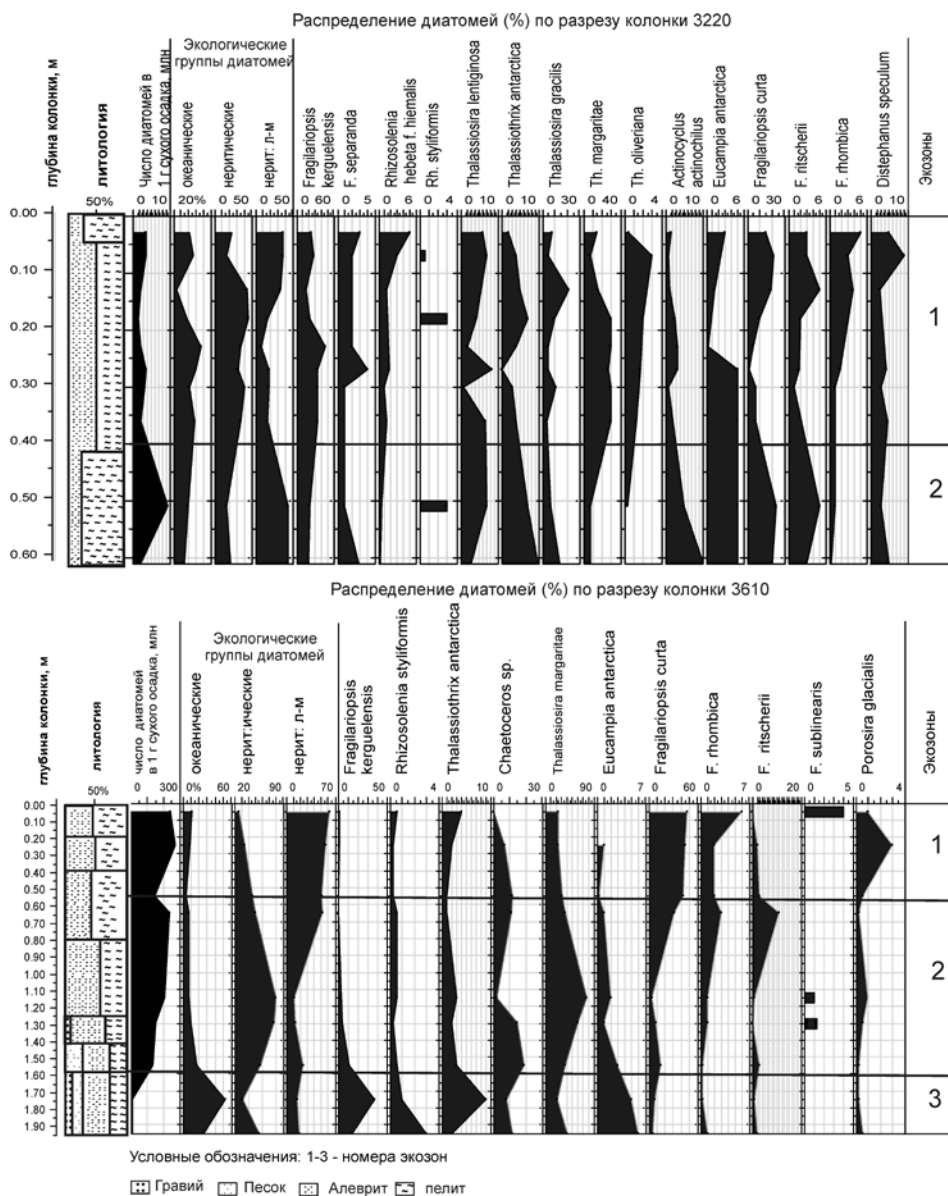 Распределение диатомей (%) по разрезу колонки 3220
глубина колонки, м
литология
Число диатомей в
1 г сухого осадка, млн
Экологические
группы диатомей
океанические
неритические
нерит: л-м
Fragilariopsis
kerguelensis
F. separanda
Rhizosolenia
hebeta f. hiemalis
Rh. styliformis
Thalassiosira lentiginosa
Thalassiothrix antarctica
Thalassiosira gracilis
Th. margaritae
Th. oliveriana
Actinocyclus
actinochilus
Eucampia antarctica
Fragilariopsis curta
F. ritscherii
F. rhombica
Distephanus speculum
Экозоны
50% 0 10 20% 0 50 0 50 0 60 0 5 0 6 0 4 0 10 0 10 0 30 0 40 0 4 0 10 0 6 0 30 0 6 0 6 0 10
0.00
0.10
0.20
0.30
0.40
0.50
0.60
1
2
Распределение диатомей (%) по разрезу колонки 3610
глубина колонки, м
литология
число диатомей
в 1 г сухого осадка, млн
Экологические
группы диатомей
океанические
нерит:ические
нерит: л-м
Fragilariopsis
kerguelensis
Rhizosolenia styliformis
Thalassiothrix antarctica
Chaetoceros sp.
Thalassiosira margaritae
Eucampia antarctica
Fragilariopsis curta
F. rhombica
F. ritscherii
F. sublinearis
Porosira glacialis
Экозоны
50% 0 300 0% 60 20 90 0 70 0 50 0 4 0 10 0 30 0 90 0 7 0 60 0 7 0 20 0 5 0 4
0.00
0.10
0.20
0.30
0.40
0.50
0.60
0.80
0.90
1.00
1.10
1.20
1.30
1.40
1.50
1.60
1.70
1.80
1.90
1
2
3
Условные обозначения: 1-3 - номера экозон
Гравий Песок Алеврит пелит